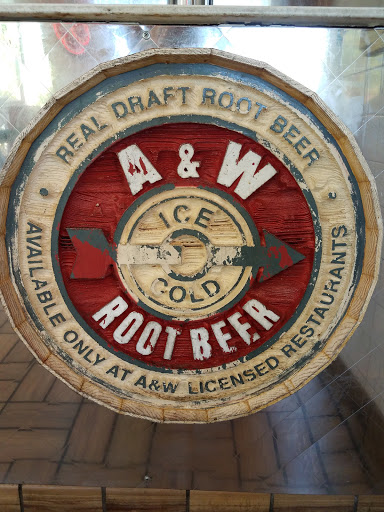 REAL DRAFT ROOT BEER
A & W
ICE
COLD
ROOT BEER
AVAILABLE ONLY AT A&W LICENSED RESTAURANTS